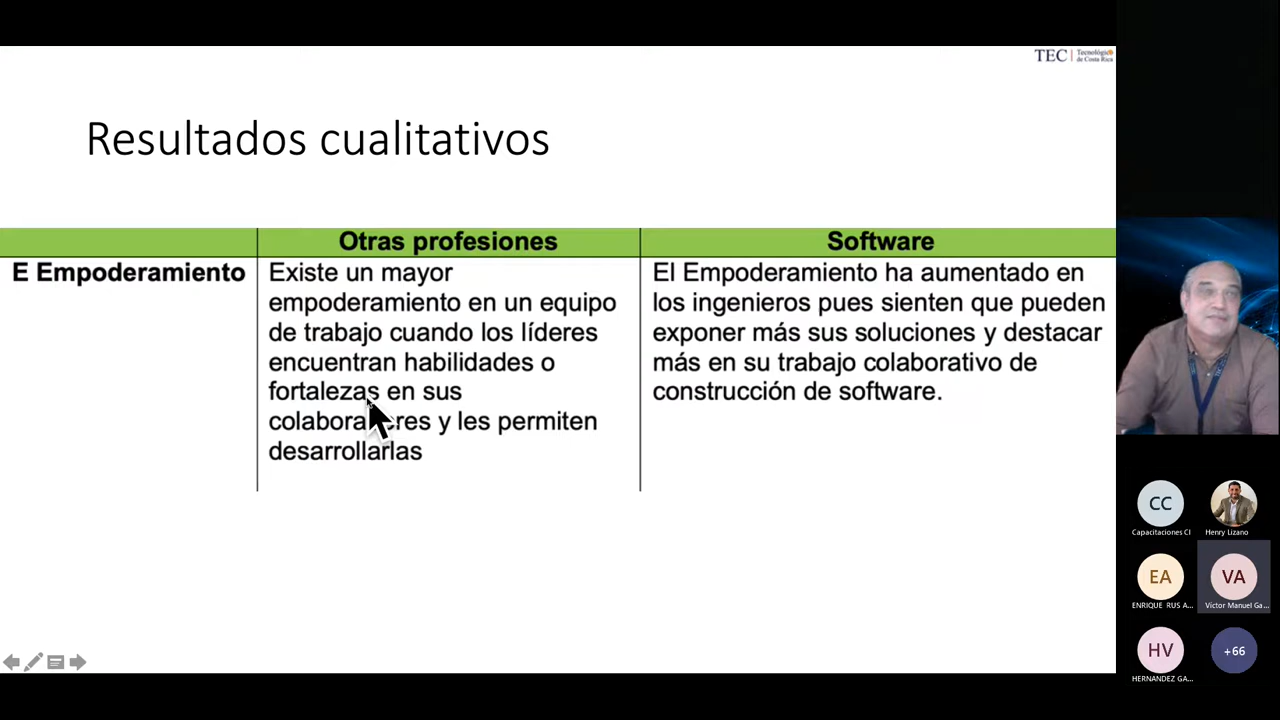 TEC | Tecnológico de Costa Rica
Resultados cualitativos
Otras profesiones
Software
E Empoderamiento
Existe un mayor
empoderamiento en un equipo
de trabajo cuando los líderes
encuentran habilidades o
fortalezas en sus
y les permiten
desarrollarlas
El Empoderamiento ha aumentado en
los ingenieros pues sienten que pueden
exponer más sus soluciones y destacar
más en su trabajo colaborativo de
construcción de software.
CC
Capacitaciones CI
Henry Lizano
EA
ENRIQUE RUS A...
VA
Víctor Manuel Ga...
HV
HERNANDEZ GA...
+66